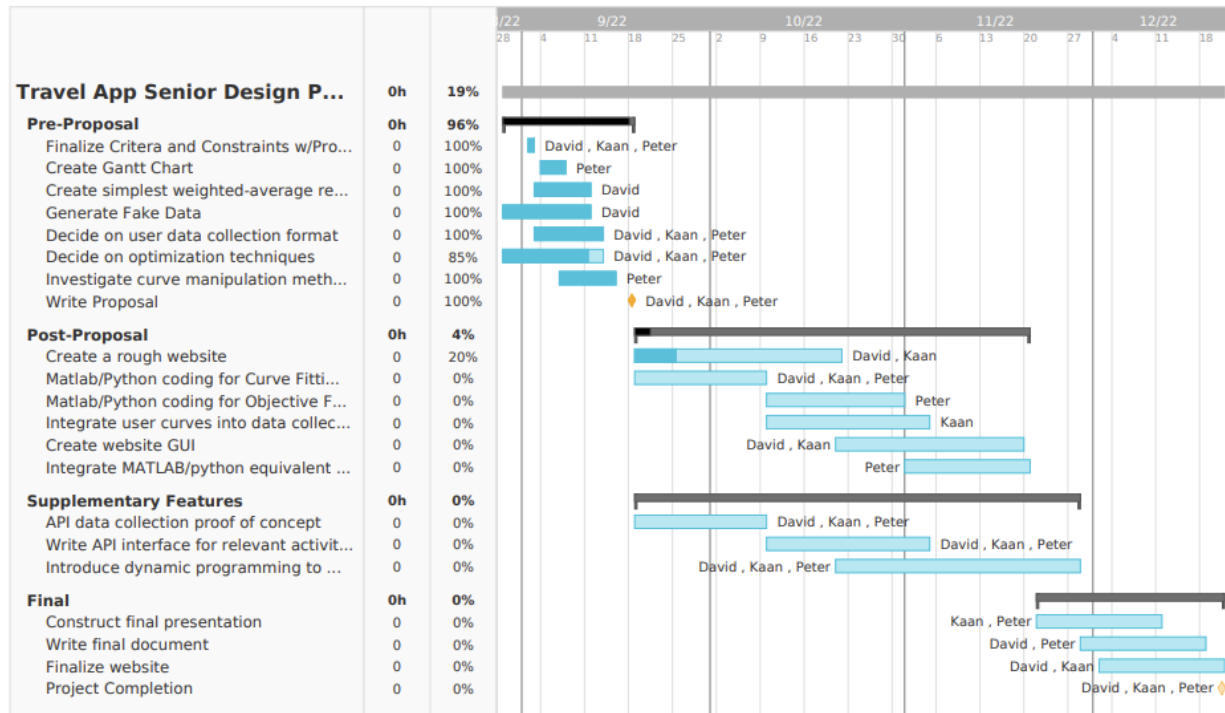 /22 9/22 10/22 11/22 12/22
28 4 11 18 25 2 9 16 23 30 6 13 20 27 4 11 18
Travel App Senior Design P... 0h 19%
Pre-Proposal 0h 96%
Finalize Critera and Constraints w/Pro... 0 100% David , Kaan , Peter
Create Gantt Chart 0 100% Peter
Create simplest weighted-average re... 0 100% David
Generate Fake Data 0 100% David
Decide on user data collection format 0 100% David , Kaan , Peter
Decide on optimization techniques 0 85% David , Kaan , Peter
Investigate curve manipulation meth... 0 100% Peter
Write Proposal 0 100% David , Kaan , Peter
Post-Proposal 0h 4%
Create a rough website 0 20% David , Kaan
Matlab/Python coding for Curve Fitti... 0 0% David , Kaan , Peter
Matlab/Python coding for Objective F... 0 0% Peter
Integrate user curves into data collec... 0 0% Kaan
Create website GUI 0 0% David , Kaan
Integrate MATLAB/python equivalent ... 0 0% Peter
Supplementary Features 0h 0%
API data collection proof of concept 0 0% David , Kaan , Peter
Write API interface for relevant activit... 0 0% David , Kaan , Peter
Introduce dynamic programming to ... 0 0% David , Kaan , Peter
Final 0h 0%
Construct final presentation 0 0% Kaan , Peter
Write final document 0 0% David , Peter
Finalize website 0 0% David , Kaan
Project Completion 0 0% David , Kaan , Peter